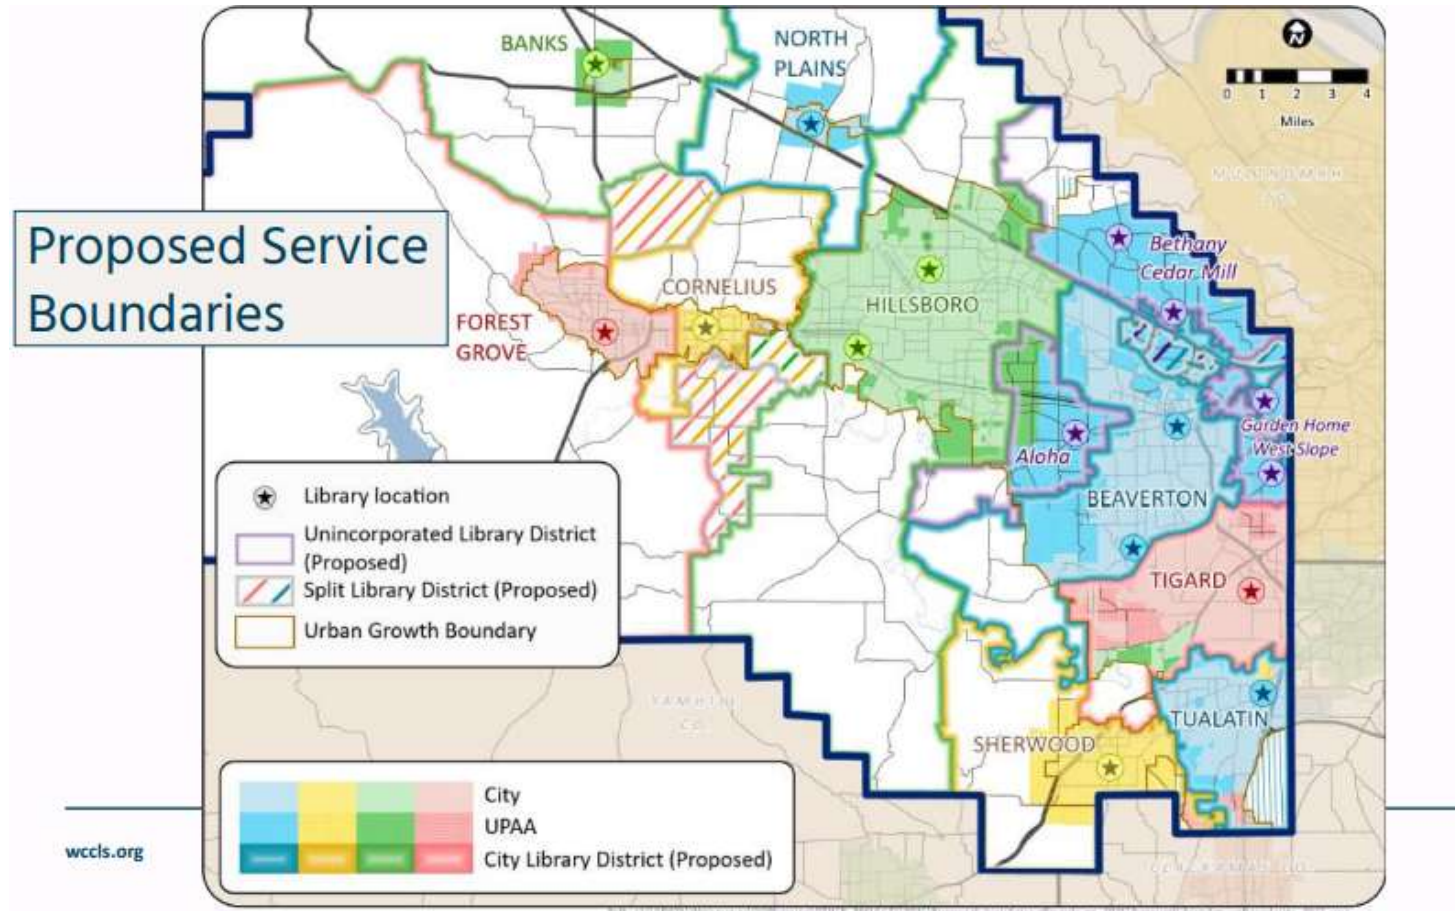 BANKS
NORTH
PLAINS
N
0 1 2 3 4
Miles
Proposed Service
Boundaries
Bethany
Cedar Mill
CORNELIUS
HILLSBORO
FOREST
GROVE
Garden Home
West Slope
Aloha
BEAVERTON
Library location
Unincorporated Library District
(Proposed)
Split Library District (Proposed)
Urban Growth Boundary
TIGARD
YAMHILL
CO.
TUALATIN
SHERWOOD
City
UPAA
City Library District (Proposed)
wccls.org